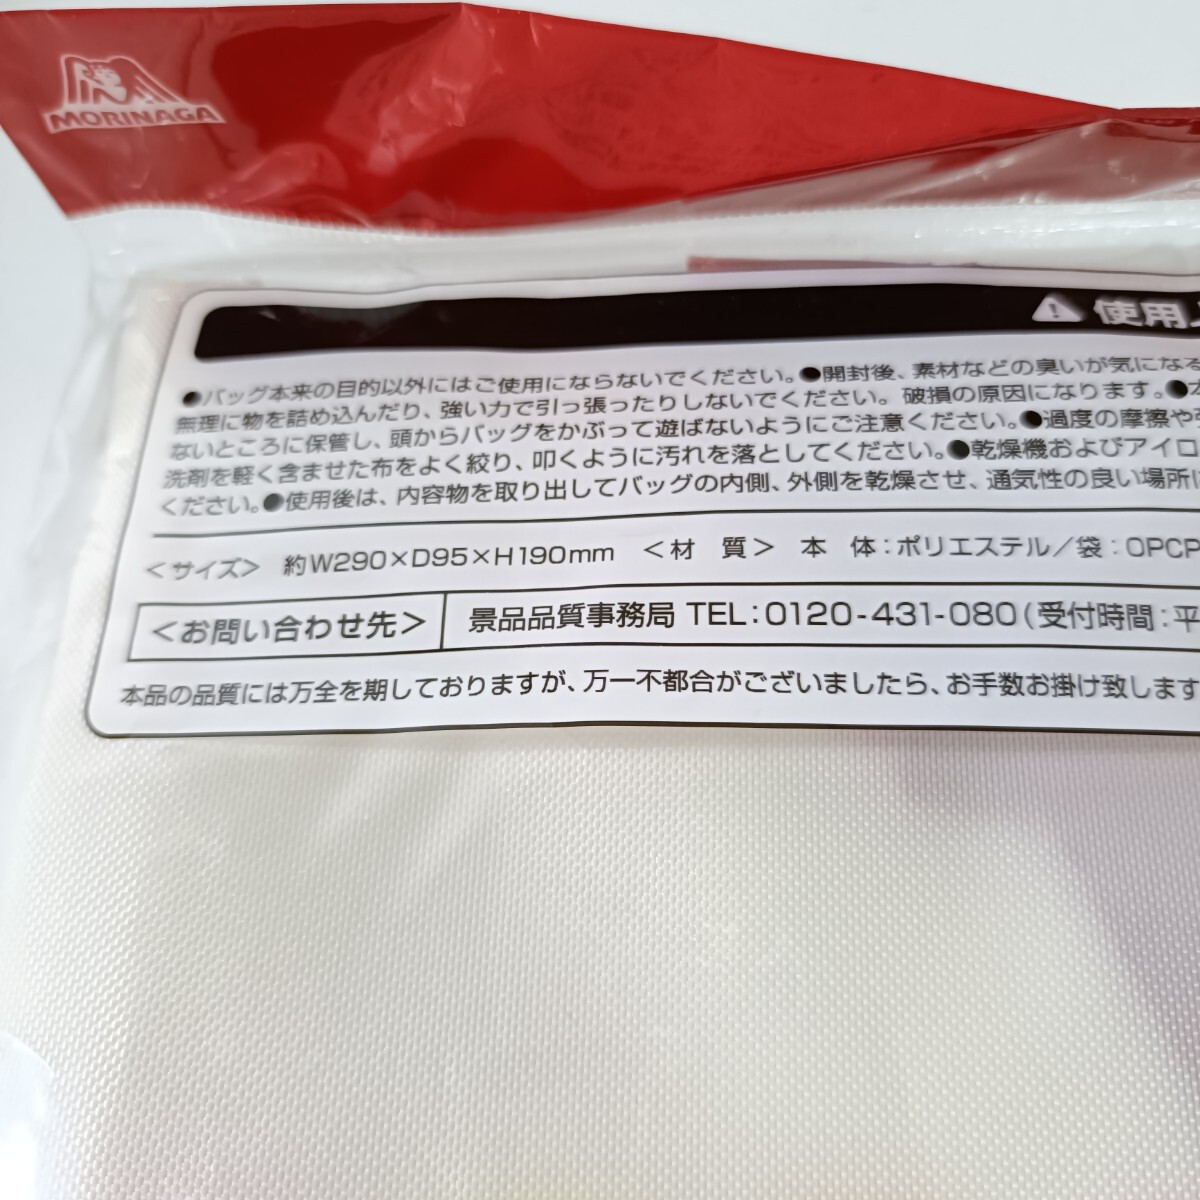 MORINAGA
使用
●バッグ本来の目的以外にはご使用にならないでください。●開封後、素材などの臭いが気になる
無理に物を詰め込んだり、強い力で引っ張ったりしないでください。破損の原因になります。●
ないところに保管し、頭からバッグをかぶって遊ばないようにご注意ください。●過度の摩擦や
洗剤を軽く含ませた布をよく絞り、叩くように汚れを落としてください。●乾燥機およびアイロ
ください。●使用後は、内容物を取り出してバッグの内側、外側を乾燥させ、通気性の良い場所に
＜サイズ＞ 約W290×D95×H190mm ＜材 質＞ 本 体：ポリエステル／袋：OPCP
＜お問い合わせ先＞ 景品品質事務局 TEL：0120-431-080(受付時間：平
本品の品質には万全を期しておりますが、万一不都合がございましたら、お手数お掛け致します